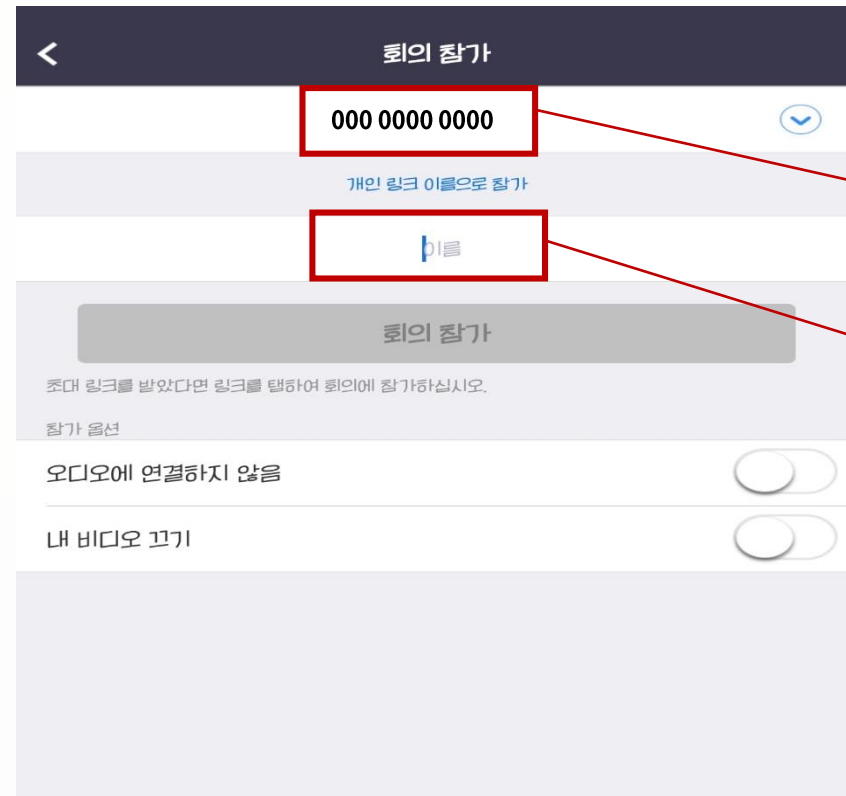 회의 참가
000 0000 0000
개인 링크 이름으로 참가
이름
회의 참가
초대 링크를 받았다면 링크를 탭하여 회의에 참가하십시오.
참가 옵션
오디오에 연결하지 않음
내 비디오 끄기